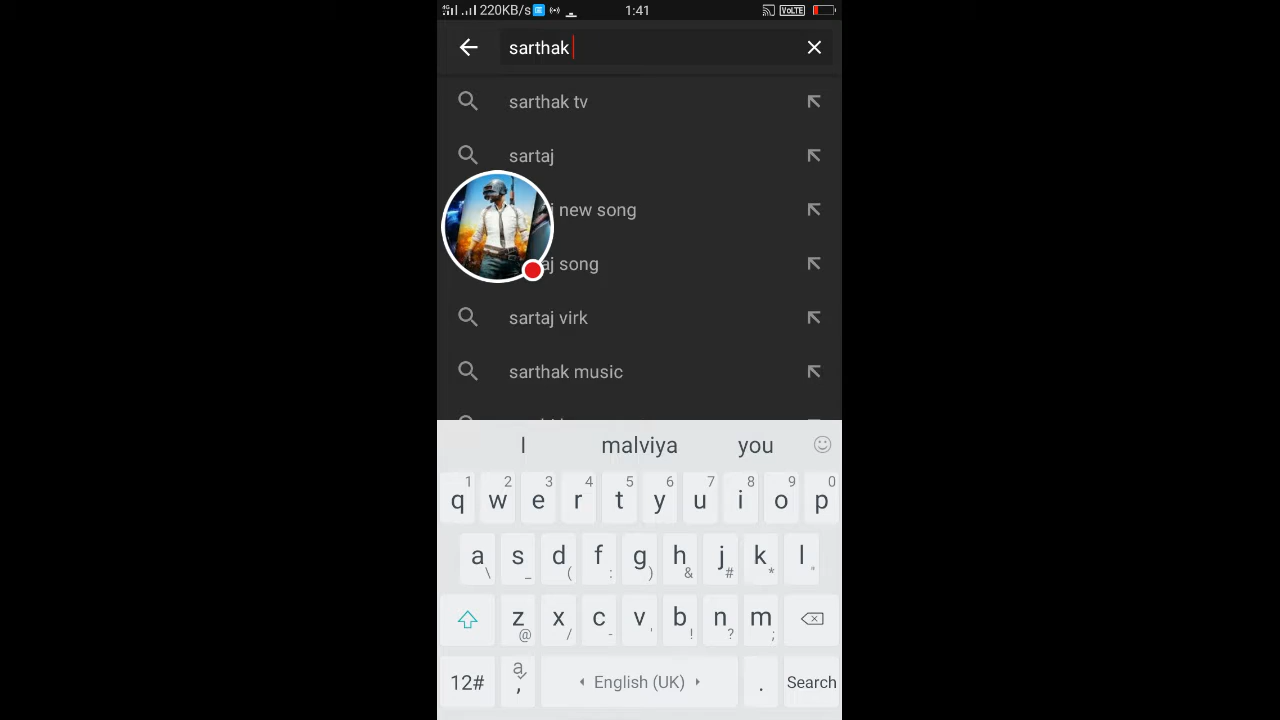 220KB/s 1:41 VoLTE
sarthak
sarthak tv
sartaj
new song
aj song
sartaj virk
sarthak music
I malviya you
q 1 w 2 e 3 r 4 t 5 y 6 u 7 i 8 o 9 p 0
a \ s _ d ( f : g ) h & j # k * l "
z @ x / c - v ' b ! n ? m ;
12# a , English (UK) . Search